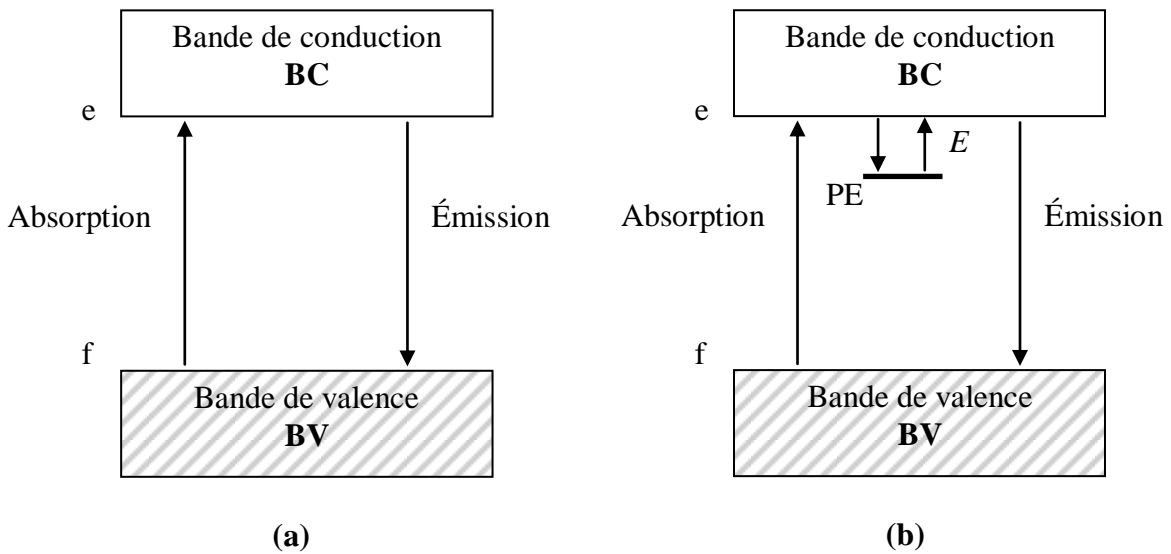 Bande de conduction
BC
e
Absorption
Émission
f
Bande de valence
BV
(a)
Bande de conduction
BC
e
E
PE
Absorption
Émission
f
Bande de valence
BV
(b)